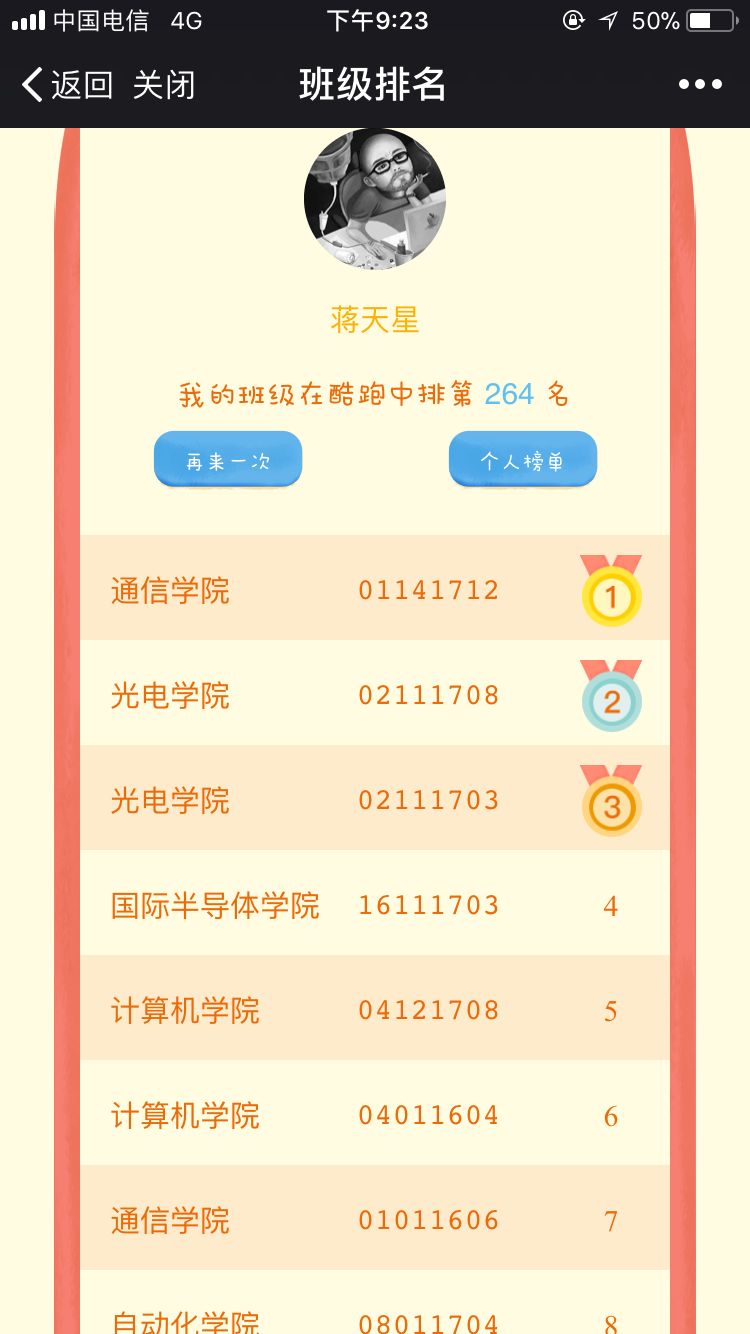 中国电信 4G 下午9:23 50%
返回 关闭 班级排名
蒋天星
我的班级在酷跑中排第 264 名
再来一次 个人榜单
通信学院 01141712 1
光电学院 02111708 2
光电学院 02111703 3
国际半导体学院 16111703 4
计算机学院 04121708 5
计算机学院 04011604 6
通信学院 01011606 7
自动化学院 08011704 8